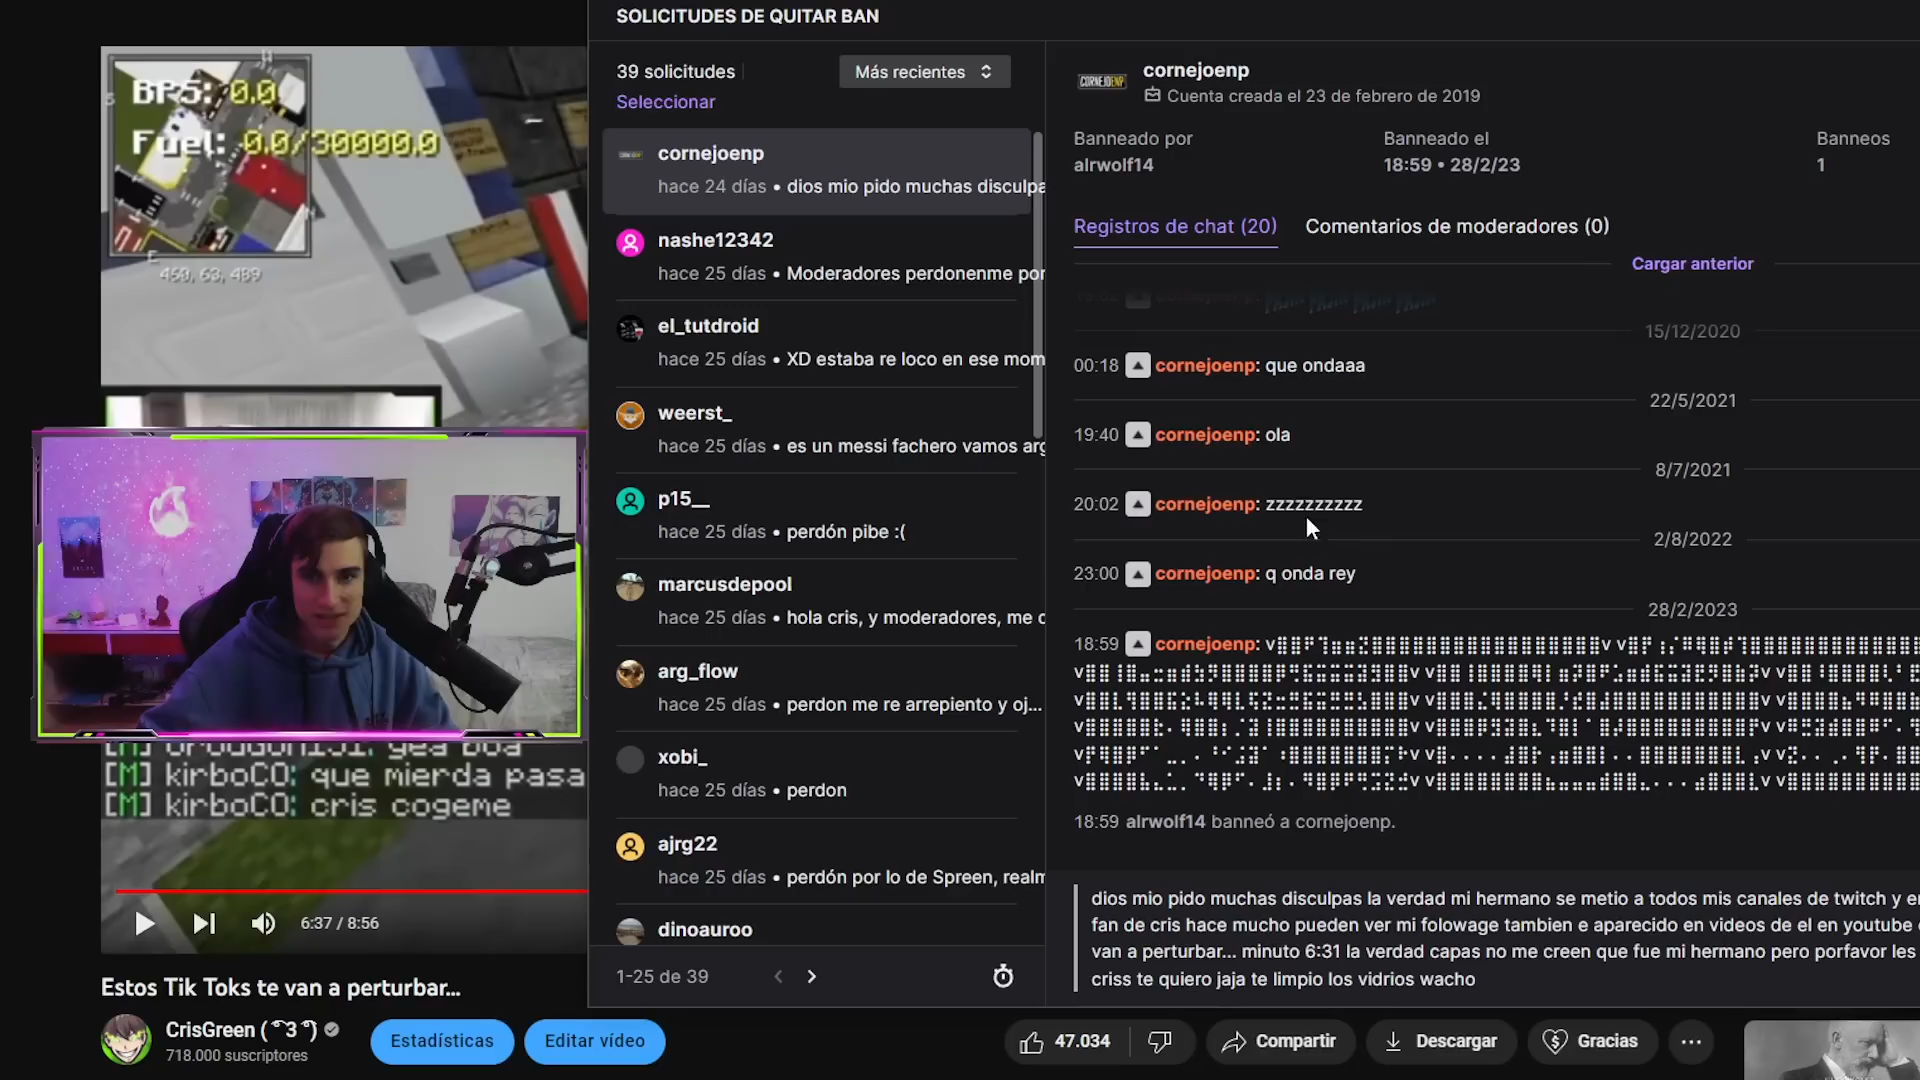 SOLICITUDES DE QUITAR BAN
39 solicitudes
Más recientes
Seleccionar
cornejoenp
hace 24 días • dios mio pido muchas disculpa
nashe12342
hace 25 días • Moderadores perdonenme por
el_tutdroid
hace 25 días • XD estaba re loco en ese mom
weerst_
hace 25 días • es un messi fachero vamos arg
p15__
hace 25 días • perdón pibe :(
marcusdepool
hace 25 días • hola cris, y moderadores, me c
arg_flow
hace 25 días • perdon me re arrepiento y oj...
xobi_
hace 25 días • perdon
ajrg22
hace 25 días • perdón por lo de Spreen, realm
dinoauroo
1-25 de 39
CORNEJOENP
cornejoenp
Cuenta creada el 23 de febrero de 2019
Banneado por
alrwolf14
Banneado el
18:59 • 28/2/23
Banneos
1
Registros de chat (20)
Comentarios de moderadores (0)
Cargar anterior
15/12/2020
00:18 cornejoenp: que ondaaa
22/5/2021
19:40 cornejoenp: ola
8/7/2021
20:02 cornejoenp: zzzzzzzzzz
2/8/2022
23:00 cornejoenp: q onda rey
28/2/2023
18:59 cornejoenp:
18:59 alrwolf14 banneó a cornejoenp.
dios mio pido muchas disculpas la verdad mi hermano se metio a todos mis canales de twitch y e
fan de cris hace mucho pueden ver mi folowage tambien e aparecido en videos de el en youtube
van a perturbar... minuto 6:31 la verdad capas no me creen que fue mi hermano pero porfavor les
criss te quiero jaja te limpio los vidrios wacho
BPS: 0.0
Fuel: 0.0/30000.0
E
450, 63, 499
[M] kirboCO: que mierda pasa
[M] kirboCO: cris cogeme
6:37 / 8:56
Estos Tik Toks te van a perturbar...
CrisGreen ( ͡° 3 ͡°)
718.000 suscriptores
Estadísticas
Editar vídeo
47.034
Compartir
Descargar
Gracias